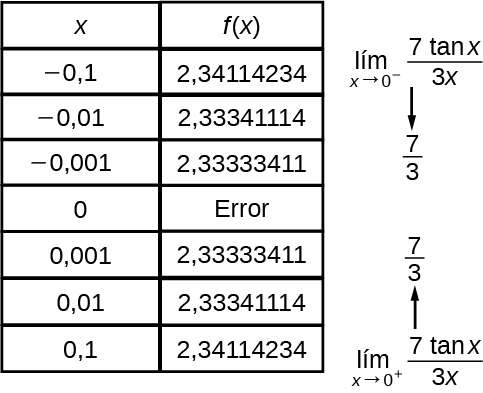 x f(x)
−0,1 2,34114234
−0,01 2,33341114
−0,001 2,33333411
0 Error
0,001 2,33333411
0,01 2,33341114
0,1 2,34114234
lím x→0⁻ 7 tan x / 3x
7/3
7/3
lím x→0⁺ 7 tan x / 3x